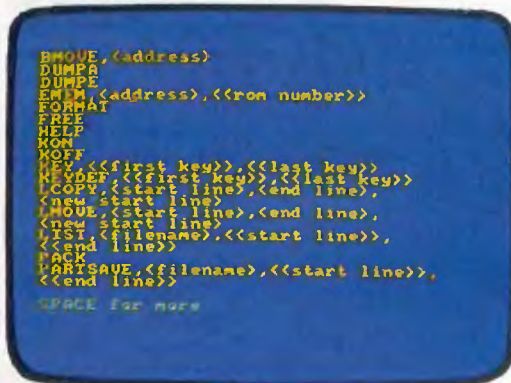 BMOVE,<address>
DUMPA
DUMPE
EMEM,<address>,<<rom number>>
FORMAT
FREE
HELP
KON
KOFF
KEY,<<first key>>,<<last key>>
KEYDEF,<<first key>>,<<last key>>
LCOPY,<start line>,<end line>,
<new start line>
LMOVE,<start line>,<end line>,
<new start line>
LIST,<filename>,<<start line>>,
<<end line>>
PACK
PARTSAVE,<filename>,<<start line>>,
<<end line>>
SPACE for more